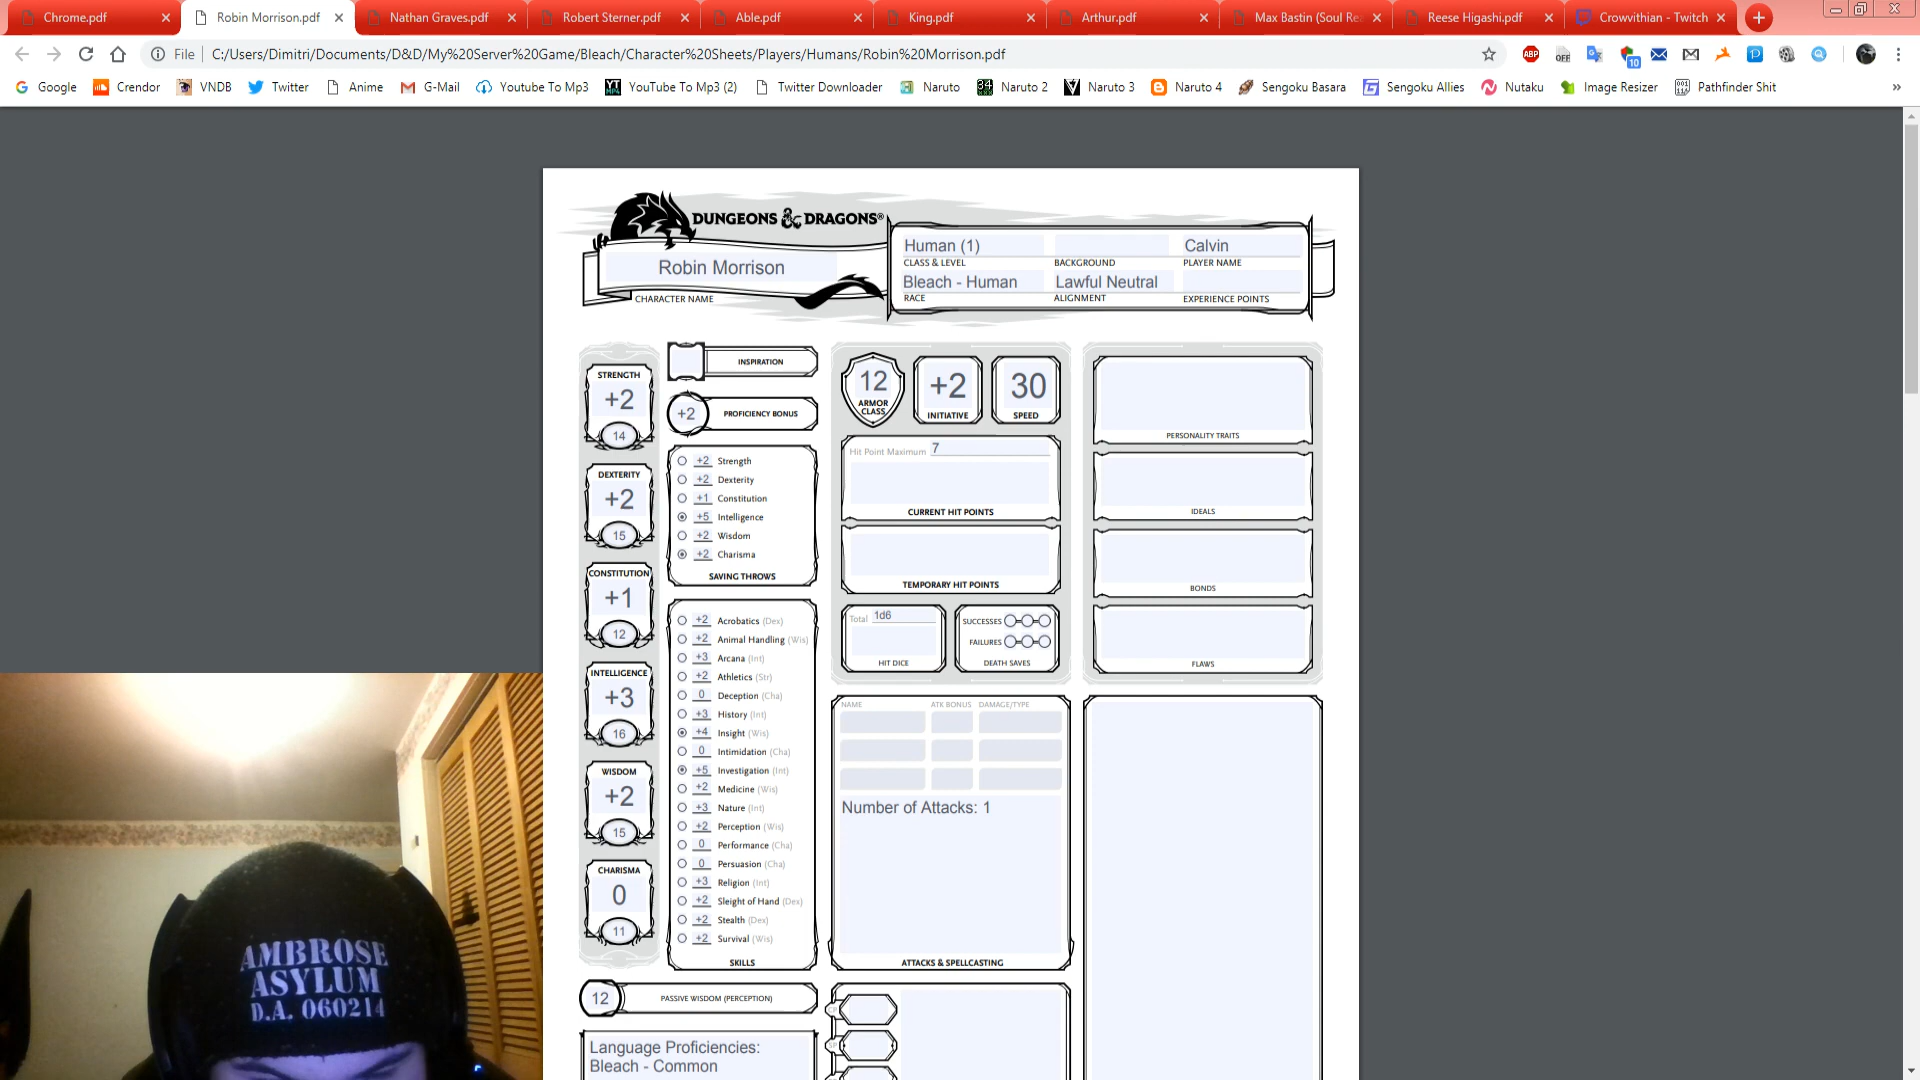 Chrome.pdf
Robin Morrison.pdf
Nathan Graves.pdf
Robert Sterner.pdf
Able.pdf
King.pdf
Arthur.pdf
Max Bastin (Soul Rea
Reese Higashi.pdf
Crowvithian - Twitch
File
C:/Users/Dimitri/Documents/D&D/My%20Server%20Game/Bleach/Character%20Sheets/Players/Humans/Robin%20Morrison.pdf
ABP
OFF
10
Google
Crendor
VNDB
Twitter
Anime
G-Mail
Youtube To Mp3
YouTube To Mp3 (2)
Twitter Downloader
Naruto
Naruto 2
Naruto 3
Naruto 4
Sengoku Basara
Sengoku Allies
Nutaku
Image Resizer
Pathfinder Shit
»
DUNGEONS & DRAGONS®
Robin Morrison
CHARACTER NAME
Human (1)
Calvin
CLASS & LEVEL
BACKGROUND
PLAYER NAME
Bleach - Human
Lawful Neutral
RACE
ALIGNMENT
EXPERIENCE POINTS
STRENGTH
+2
14
DEXTERITY
+2
15
CONSTITUTION
+1
12
INTELLIGENCE
+3
16
WISDOM
+2
15
CHARISMA
0
11
INSPIRATION
+2 PROFICIENCY BONUS
+2 Strength
+2 Dexterity
+1 Constitution
+5 Intelligence
+2 Wisdom
+2 Charisma
SAVING THROWS
+2 Acrobatics (Dex)
+2 Animal Handling (Wis)
+3 Arcana (Int)
+2 Athletics (Str)
0 Deception (Cha)
+3 History (Int)
+4 Insight (Wis)
0 Intimidation (Cha)
+5 Investigation (Int)
+2 Medicine (Wis)
+3 Nature (Int)
+2 Perception (Wis)
0 Performance (Cha)
0 Persuasion (Cha)
+3 Religion (Int)
+2 Sleight of Hand (Dex)
+2 Stealth (Dex)
+2 Survival (Wis)
SKILLS
12 PASSIVE WISDOM (PERCEPTION)
Language Proficiencies:
Bleach - Common
12
ARMOR
CLASS
+2
INITIATIVE
30
SPEED
Hit Point Maximum 7
CURRENT HIT POINTS
TEMPORARY HIT POINTS
Total 1d6
HIT DICE
SUCCESSES
FAILURES
DEATH SAVES
NAME
ATK BONUS
DAMAGE/TYPE
Number of Attacks: 1
ATTACKS & SPELLCASTING
CP
SP
PERSONALITY TRAITS
IDEALS
BONDS
FLAWS
AMBROSE
ASYLUM
D.A. 060214